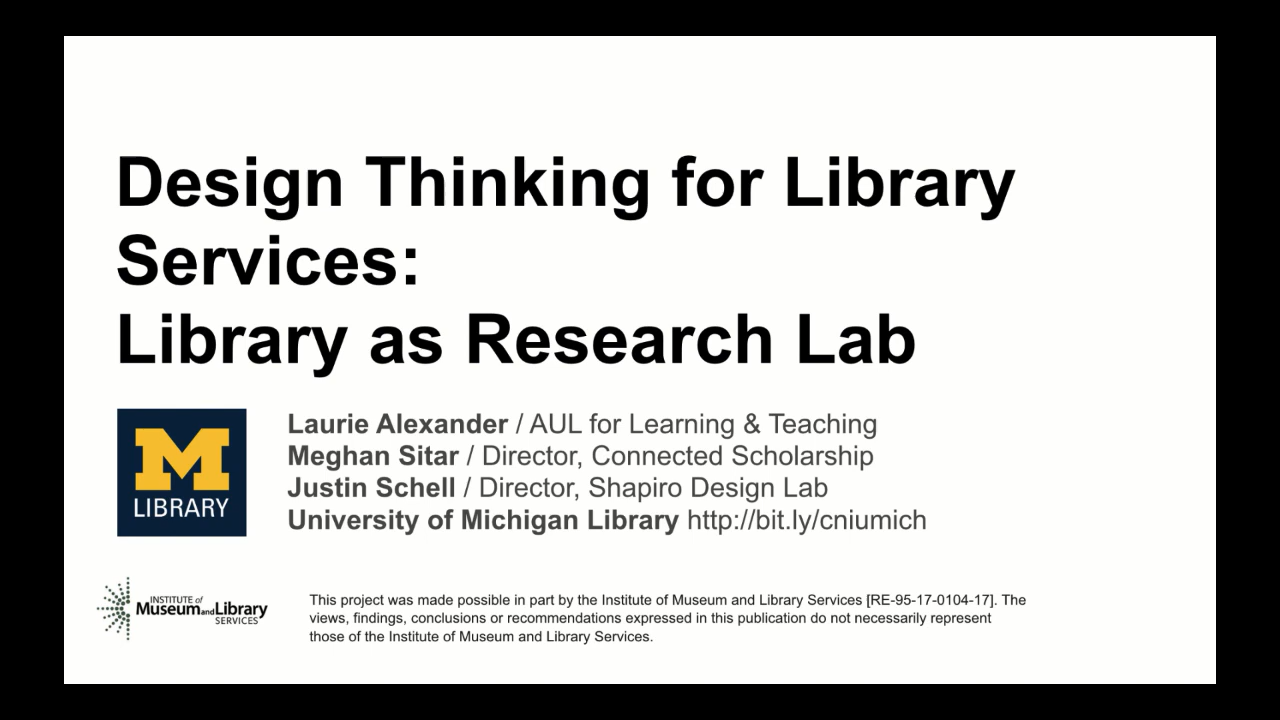 Design Thinking for Library
Services:
Library as Research Lab
M
LIBRARY
Laurie Alexander / AUL for Learning & Teaching
Meghan Sitar / Director, Connected Scholarship
Justin Schell / Director, Shapiro Design Lab
University of Michigan Library http://bit.ly/cniumich
INSTITUTE of
Museum and Library
SERVICES
This project was made possible in part by the Institute of Museum and Library Services [RE-95-17-0104-17]. The
views, findings, conclusions or recommendations expressed in this publication do not necessarily represent
those of the Institute of Museum and Library Services.